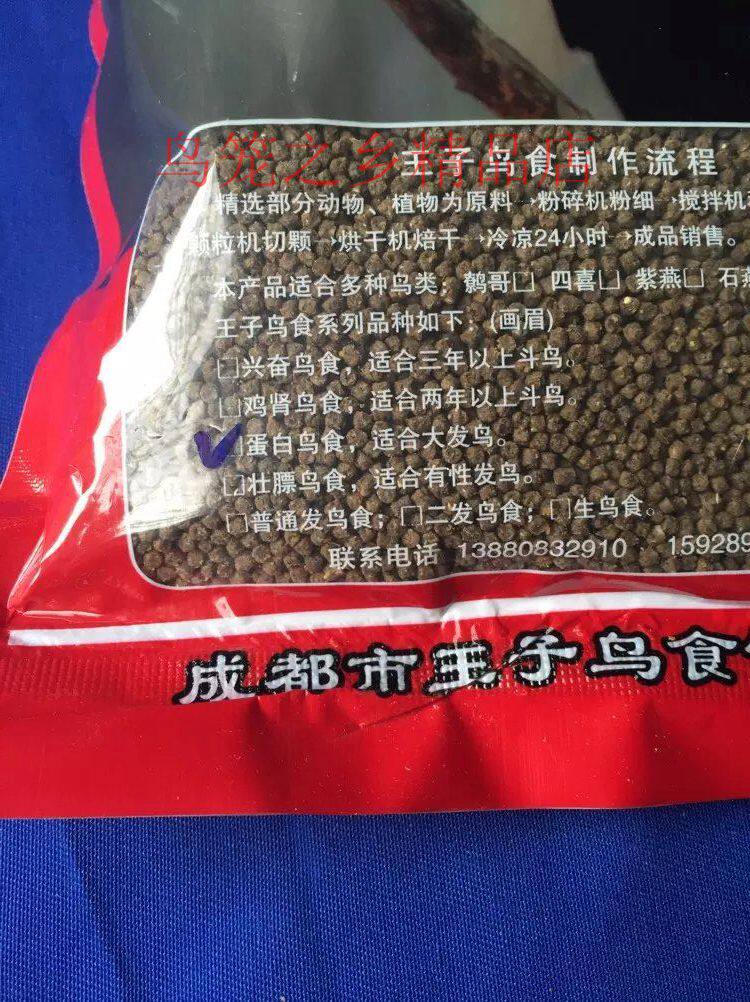 鸟笼之乡精品店
王子鸟食制作流程
精选部分动物、植物为原料→粉碎机粉细→搅拌机
颗粒机切颗→烘干机焙干→冷凉24小时→成品销售。
本产品适合多种鸟类：鹩哥□ 四喜□ 紫燕□ 石
王子鸟食系列品种如下：(画眉)
□兴奋鸟食，适合三年以上斗鸟。
□鸡肾鸟食，适合两年以上斗鸟。
□蛋白鸟食，适合大发鸟。
□壮膘鸟食，适合有性发鸟。
□普通发鸟食；□二发鸟食；□生鸟食。
联系电话 13880832910 159289
成都市王子鸟食